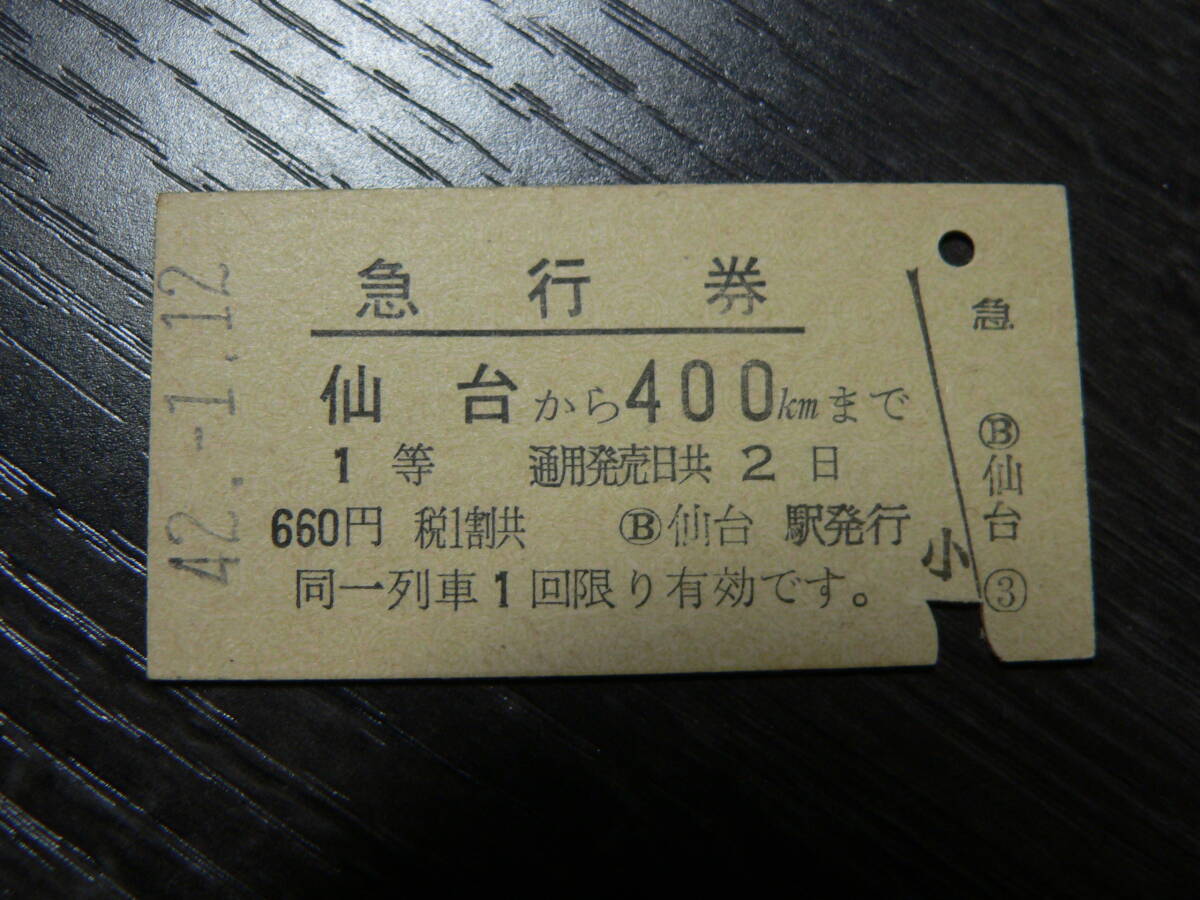 42.-1.12
急行券
仙台から400kmまで
1等 通用発売日共2日
660円 税1割共 Ⓑ仙台駅発行
同一列車1回限り有効です。
小
急
Ⓑ仙台③